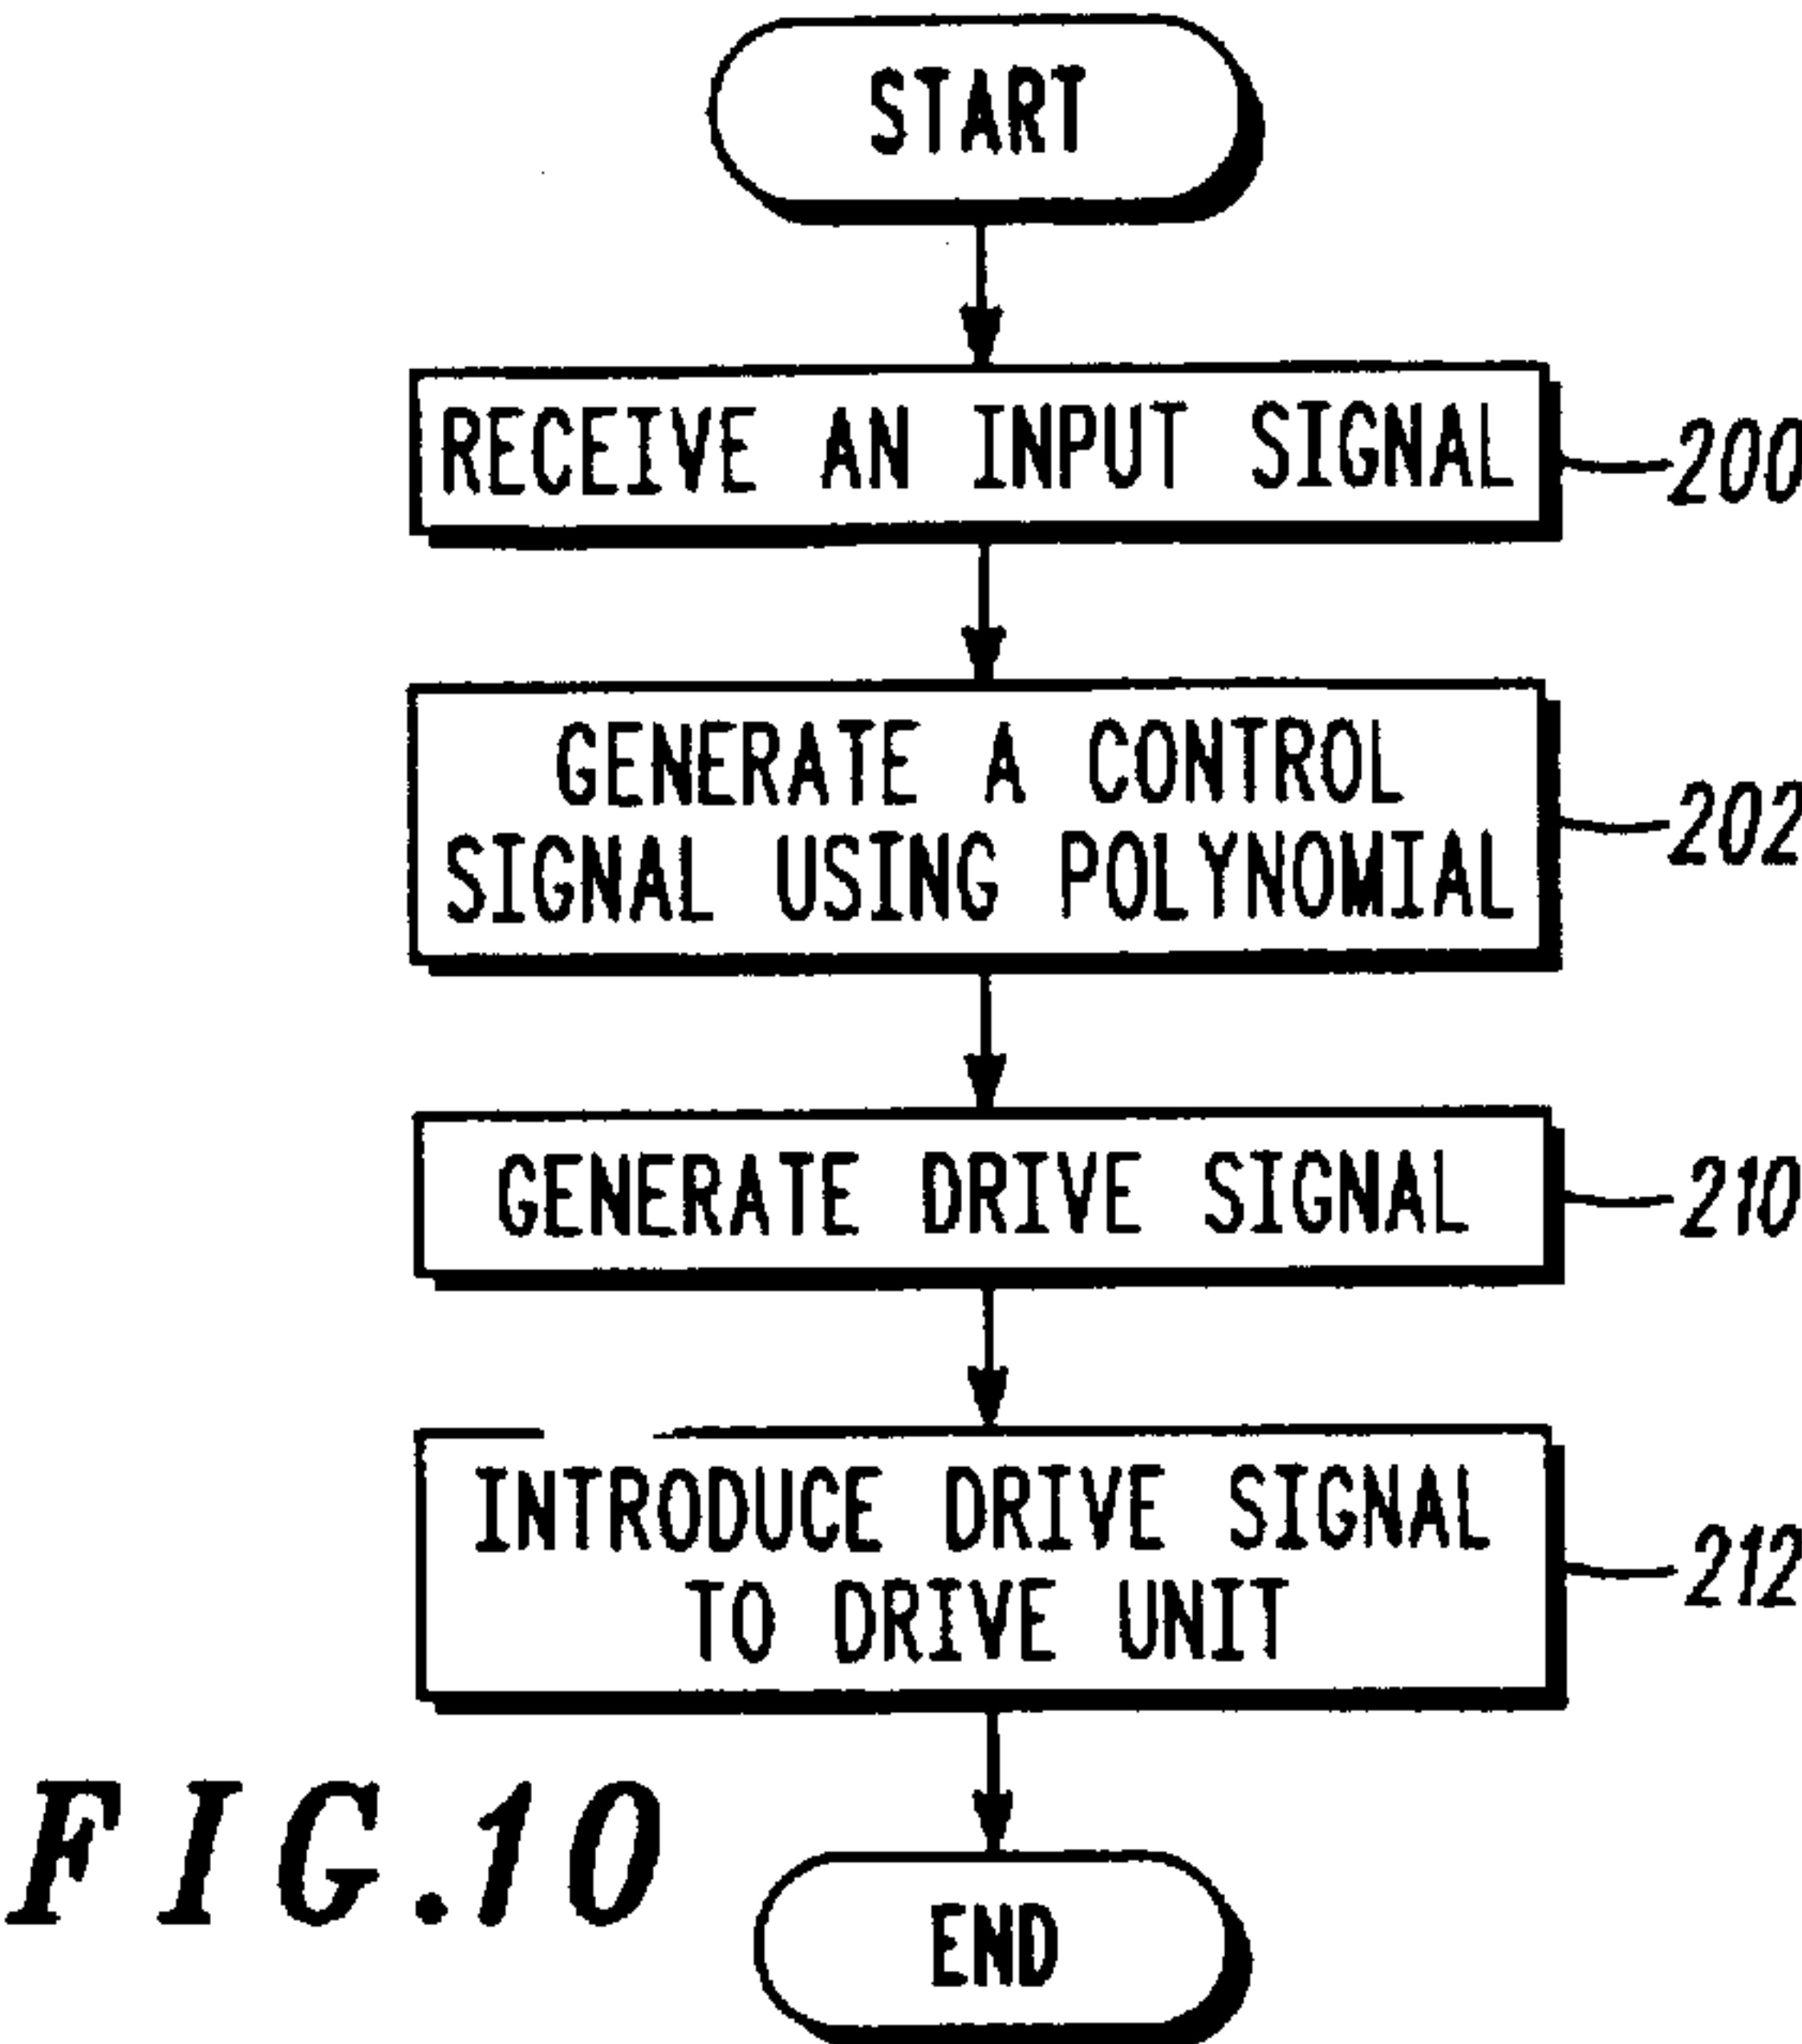 START
RECEIVE AN INPUT SIGNAL
200
GENERATE A CONTROL
SIGNAL USING POLYNOMIAL
202
GENERATE DRIVE SIGNAL
210
INTRODUCE DRIVE SIGNAL
TO DRIVE UNIT
212
END
FIG.10